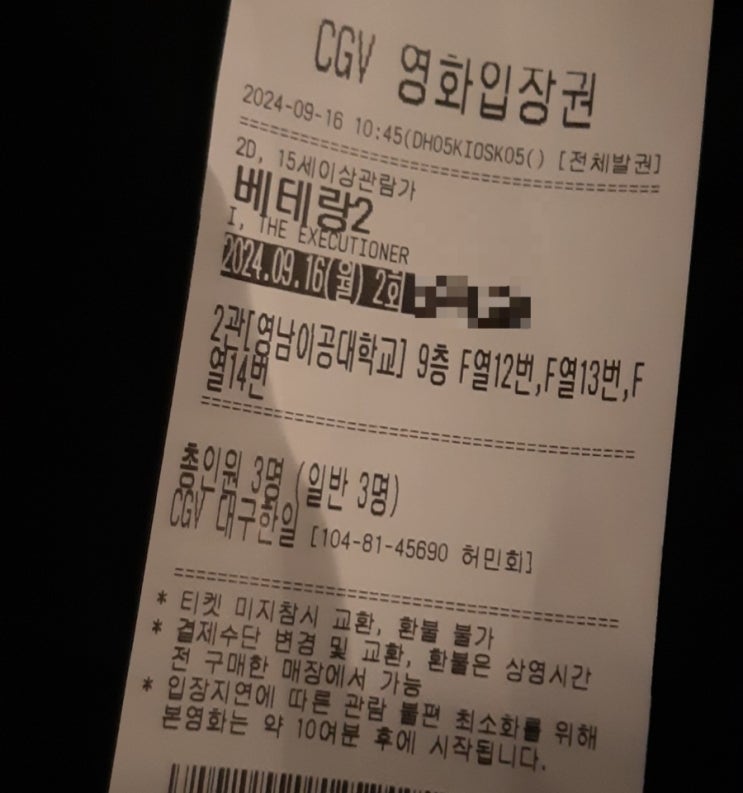 CGV 영화입장권
2024-09-16 10:45(DH05KIOSK05() [전체발권]
2D, 15세이상관람가
베테랑2
I, THE EXECUTIONER
2024.09.16(월) 2회
2관[영남이공대학교] 9층 F열12번,F열13번,F
열14번
총인원 3명 (일반 3명)
CGV 대구한일 [104-81-45690 허민회]
* 티켓 미지참시 교환, 환불 불가
* 결제수단 변경 및 교환, 환불은 상영시간
전 구매한 매장에서 가능
* 입장지연에 따른 관람 불편 최소화를 위해
본영화는 약 10여분 후에 시작됩니다.